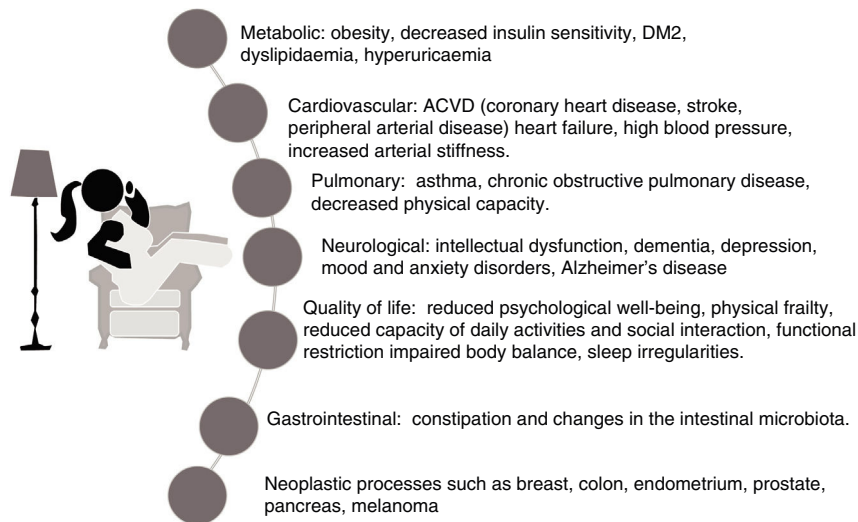 Metabolic: obesity, decreased insulin sensitivity, DM2,
dyslipidaemia, hyperuricaemia
Cardiovascular: ACVD (coronary heart disease, stroke,
peripheral arterial disease) heart failure, high blood pressure,
increased arterial stiffness.
Pulmonary: asthma, chronic obstructive pulmonary disease,
decreased physical capacity.
Neurological: intellectual dysfunction, dementia, depression,
mood and anxiety disorders, Alzheimer's disease
Quality of life: reduced psychological well-being, physical frailty,
reduced capacity of daily activities and social interaction, functional
restriction impaired body balance, sleep irregularities.
Gastrointestinal: constipation and changes in the intestinal microbiota.
Neoplastic processes such as breast, colon, endometrium, prostate,
pancreas, melanoma